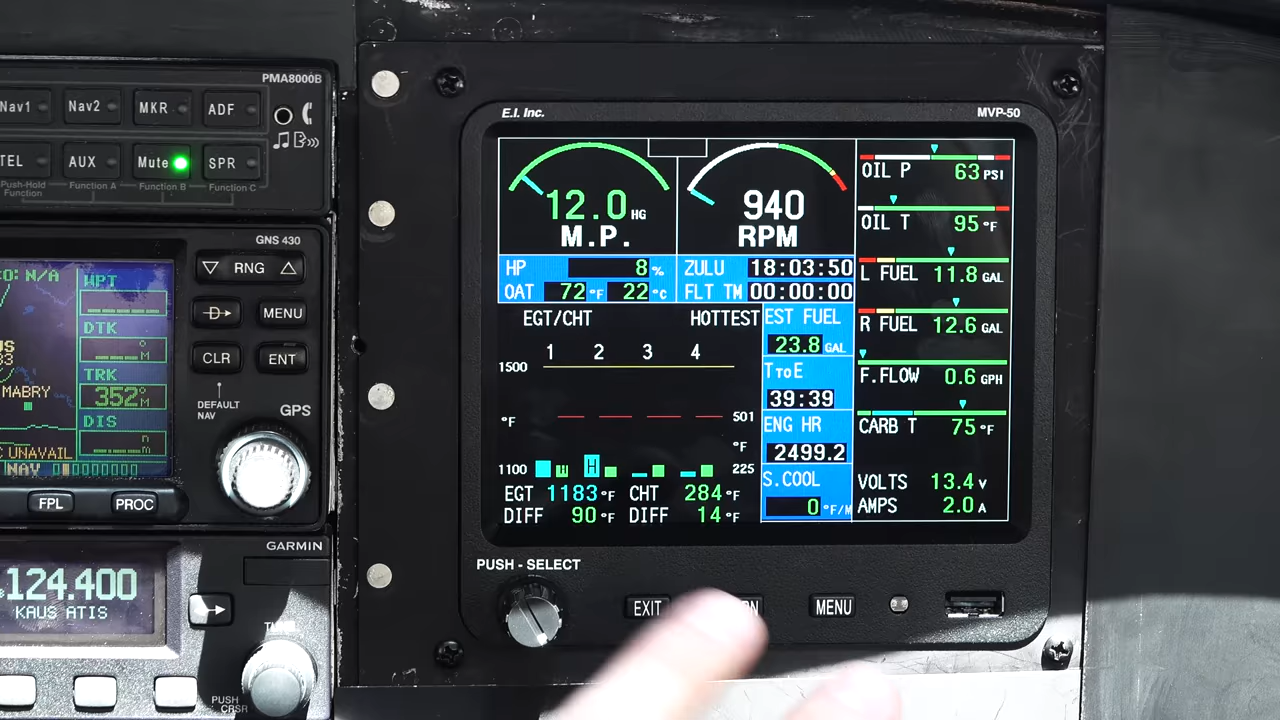 PMA8000B
Nav1 Nav2 MKR ADF
TEL AUX Mute SPR
Push-Hold Function Function A Function B Function C
GNS 430
N/A WPT
RNG
DTK
°M
MENU
TRK
MABRY 352°M
CLR ENT
DIS
DEFAULT NAV
GPS
UNAVAIL
NAV
FPL PROC
GARMIN
124.400
KAUS ATIS
PUSH CRSR
E.I. Inc. MVP-50
12.0 HG
M.P.
940
RPM
HP 8 %
OAT 72 °F 22 °C
ZULU 18:03:50
FLT TM 00:00:00
EGT/CHT HOTTEST
1 2 3 4
1500
°F 501
°F
1100 H 225
EGT 1183 °F CHT 284 °F
DIFF 90 °F DIFF 14 °F
EST FUEL
23.8 GAL
TToE
39:39
ENG HR
2499.2
S.COOL
0 °F/M
OIL P 63 PSI
OIL T 95 °F
L FUEL 11.8 GAL
R FUEL 12.6 GAL
F.FLOW 0.6 GPH
CARB T 75 °F
VOLTS 13.4 V
AMPS 2.0 A
PUSH - SELECT
EXIT MENU